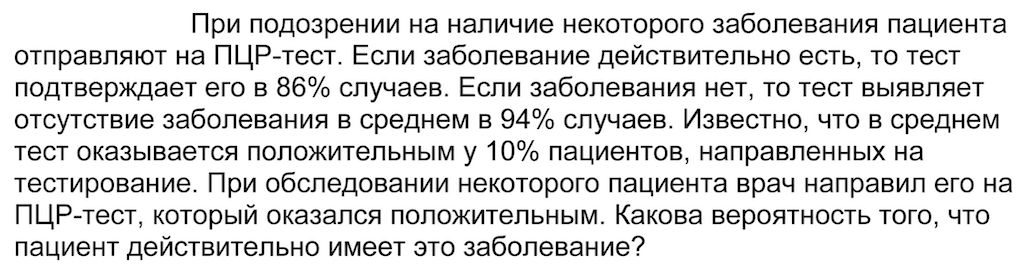 При подозрении на наличие некоторого заболевания пациента
отправляют на ПЦР-тест. Если заболевание действительно есть, то тест
подтверждает его в 86% случаев. Если заболевания нет, то тест выявляет
отсутствие заболевания в среднем в 94% случаев. Известно, что в среднем
тест оказывается положительным у 10% пациентов, направленных на
тестирование. При обследовании некоторого пациента врач направил его на
ПЦР-тест, который оказался положительным. Какова вероятность того, что
пациент действительно имеет это заболевание?